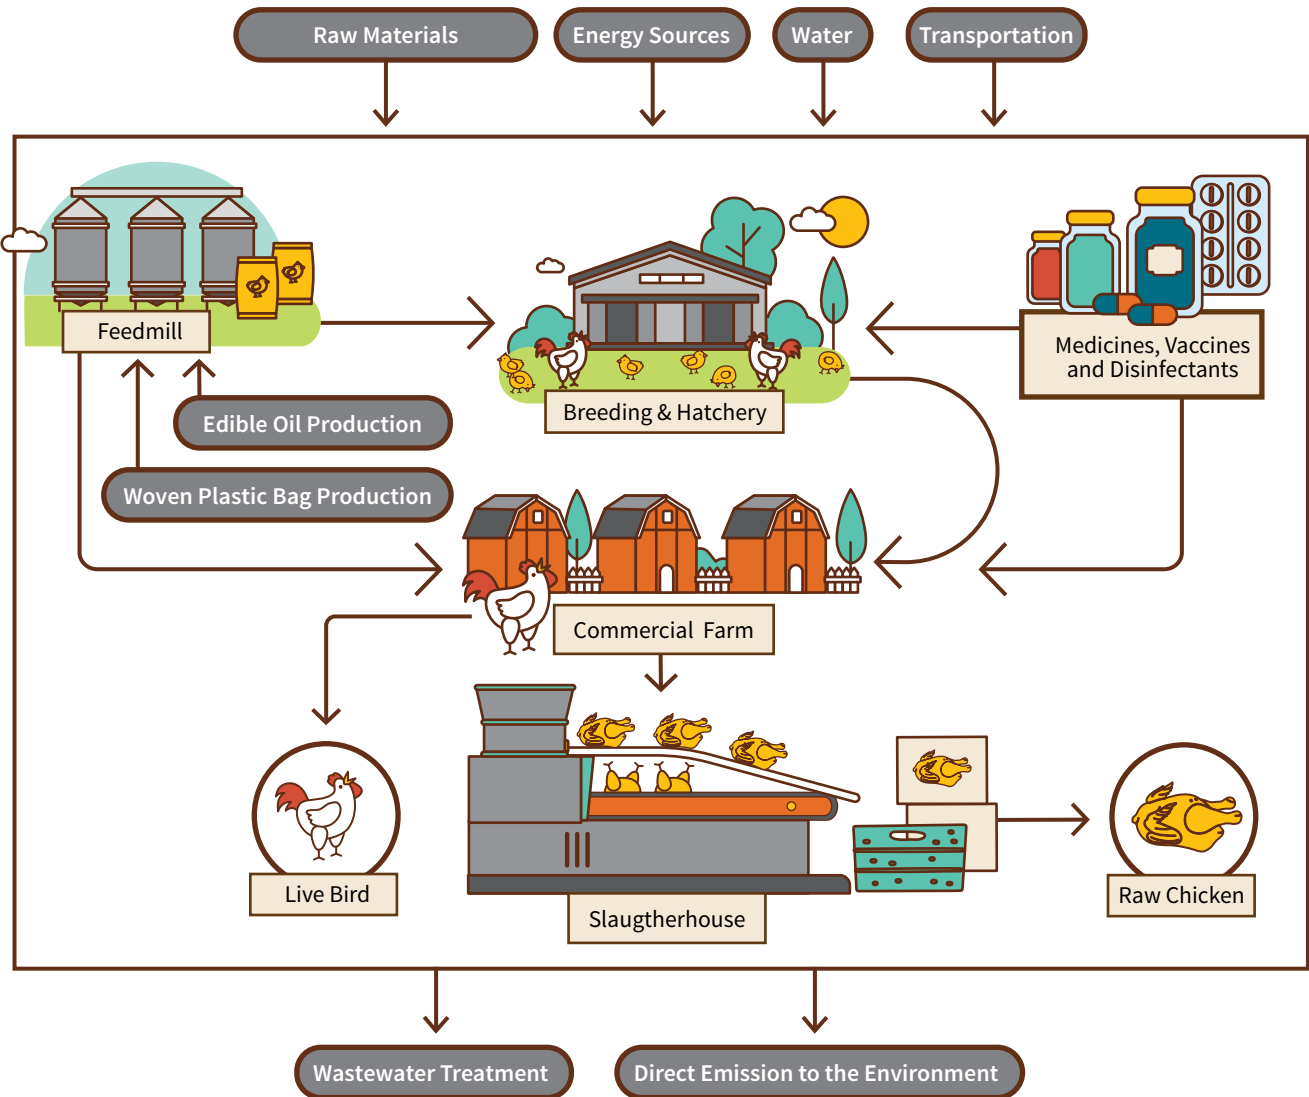 Raw Materials
Energy Sources
Water
Transportation
Feedmill
Medicines, Vaccines
and Disinfectants
Breeding & Hatchery
Edible Oil Production
Woven Plastic Bag Production
Commercial Farm
Live Bird
Slaugtherhouse
Raw Chicken
Wastewater Treatment
Direct Emission to the Environment